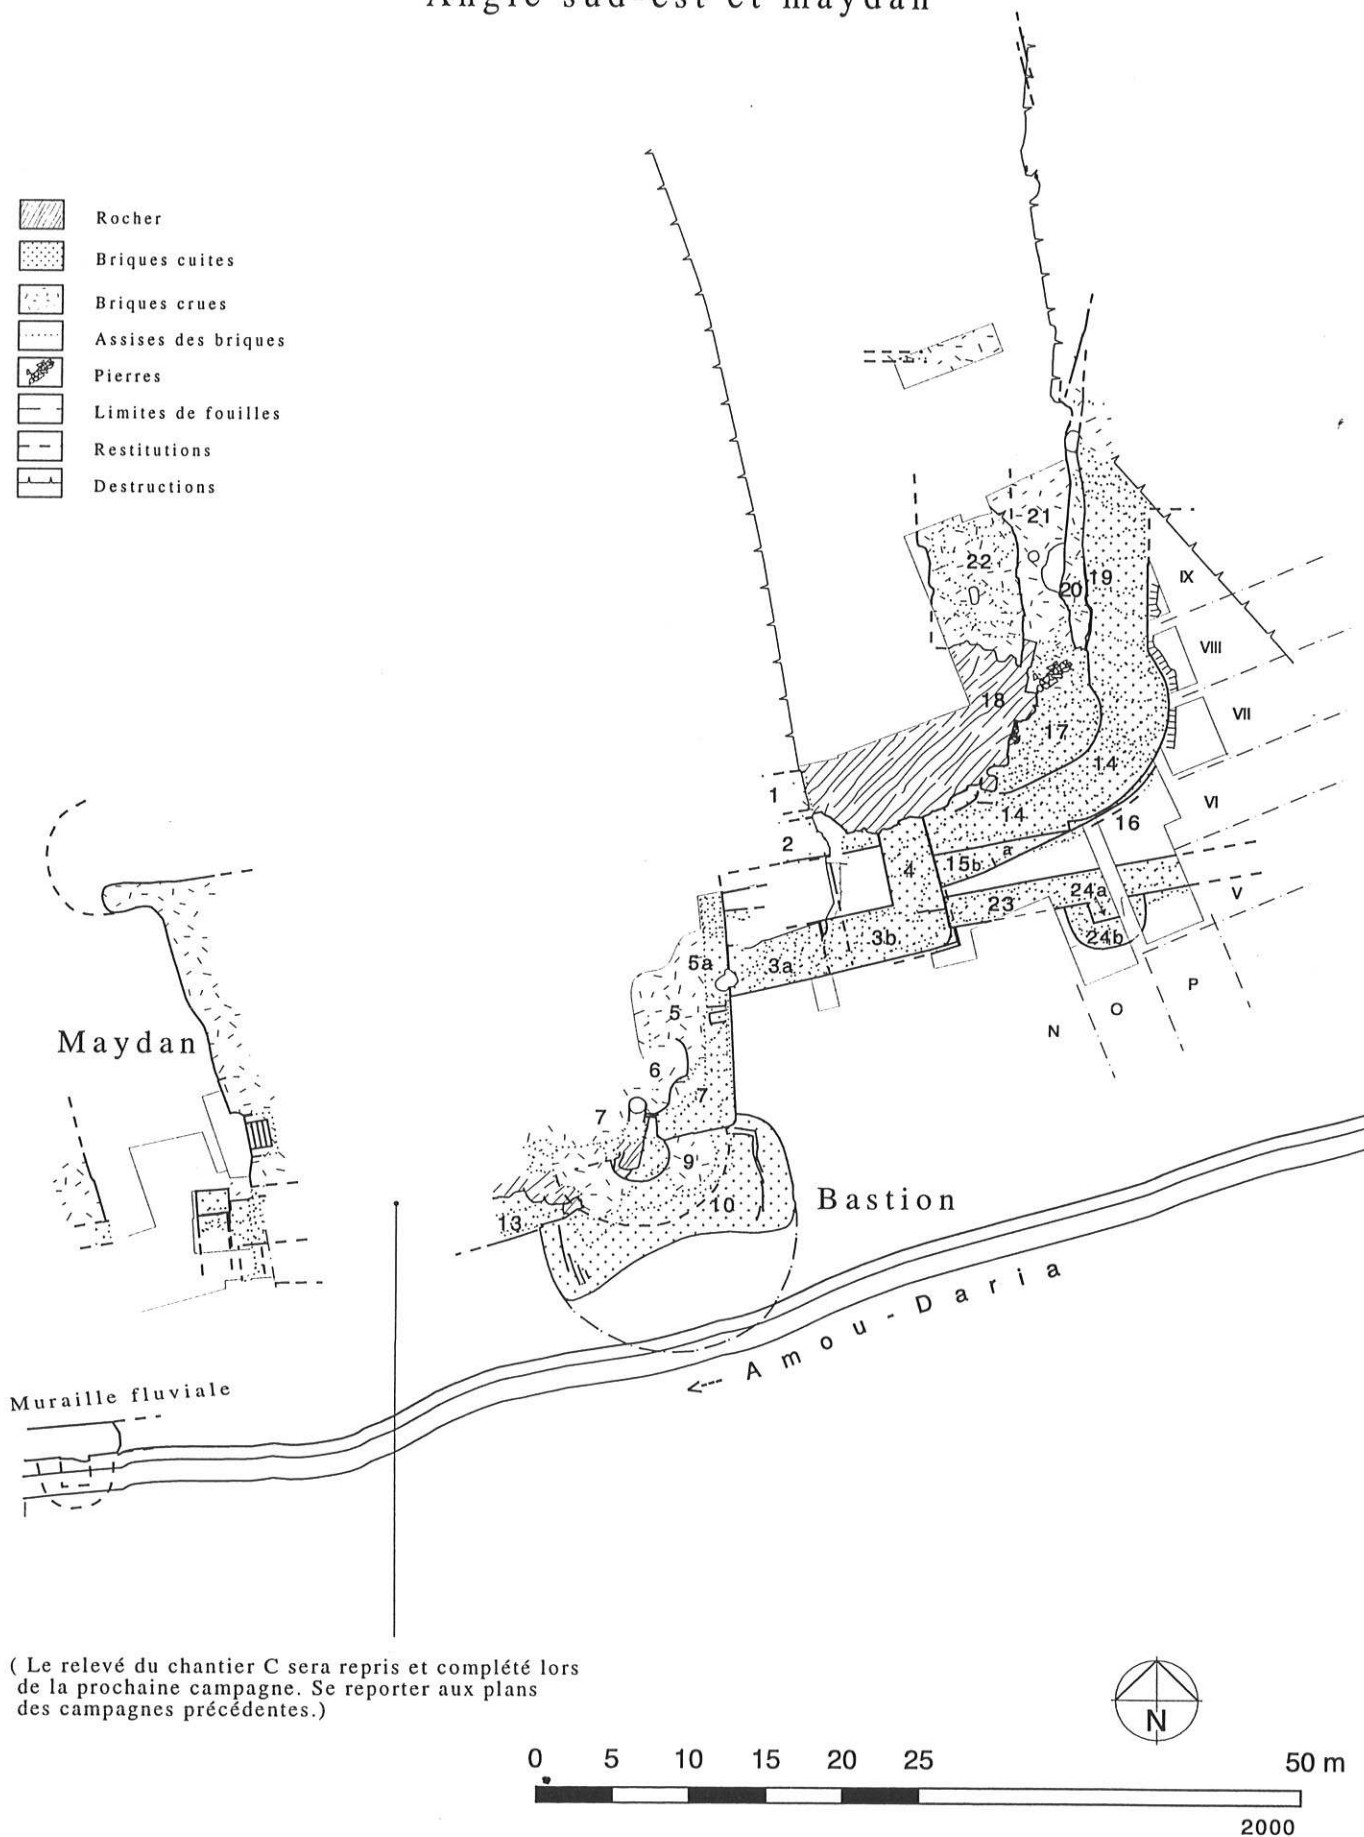 Angle sud-est et maydan
Rocher
Briques cuites
Briques crues
Assises des briques
Pierres
Limites de fouilles
Restitutions
Destructions
21
22
20
19
IX
VIII
18
VII
17
14
1
14
VI
16
2
a
15b
4
24a
V
23
24b
3b
5a
3a
P
O
N
5
Maydan
6
7
7
9
10
Bastion
13
<--- Amou-Daria
Muraille fluviale
( Le relevé du chantier C sera repris et complété lors
de la prochaine campagne. Se reporter aux plans
des campagnes précédentes.)
N
0 5 10 15 20 25 50 m
2000